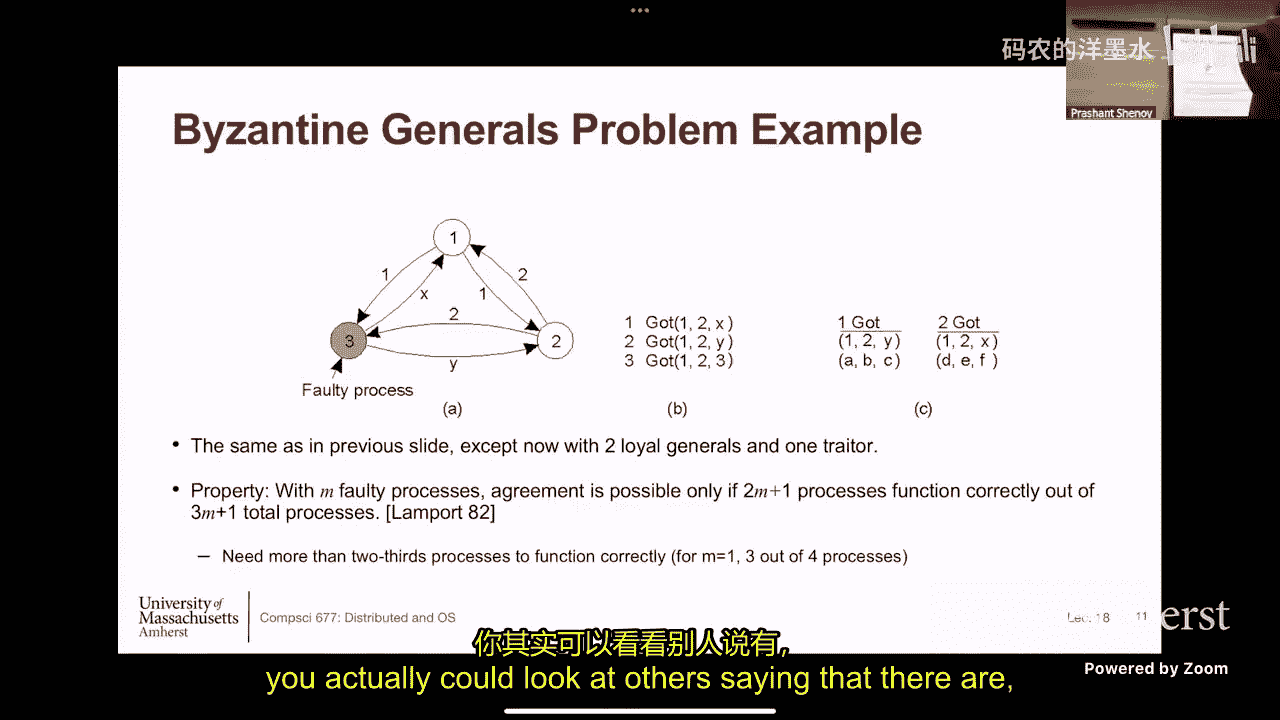 码农的洋墨水
Prashant Shenoy
Byzantine Generals Problem Example
1
1
x
2
1
2
3
2
y
Faulty process
(a)
1 Got(1, 2, x)
2 Got(1, 2, y)
3 Got(1, 2, 3)
(b)
1 Got 2 Got
(1, 2, y) (1, 2, x)
(a, b, c) (d, e, f)
(c)
• The same as in previous slide, except now with 2 loyal generals and one traitor.
• Property: With m faulty processes, agreement is possible only if 2m+1 processes function correctly out of
3m+1 total processes. [Lamport 82]
– Need more than two-thirds processes to function correctly (for m=1, 3 out of 4 processes)
University of
Massachusetts
Amherst
Compsci 677: Distributed and OS
Lec. 18 11
你其实可以看看别人说有，
you actually could look at others saying that there are,
Powered by Zoom